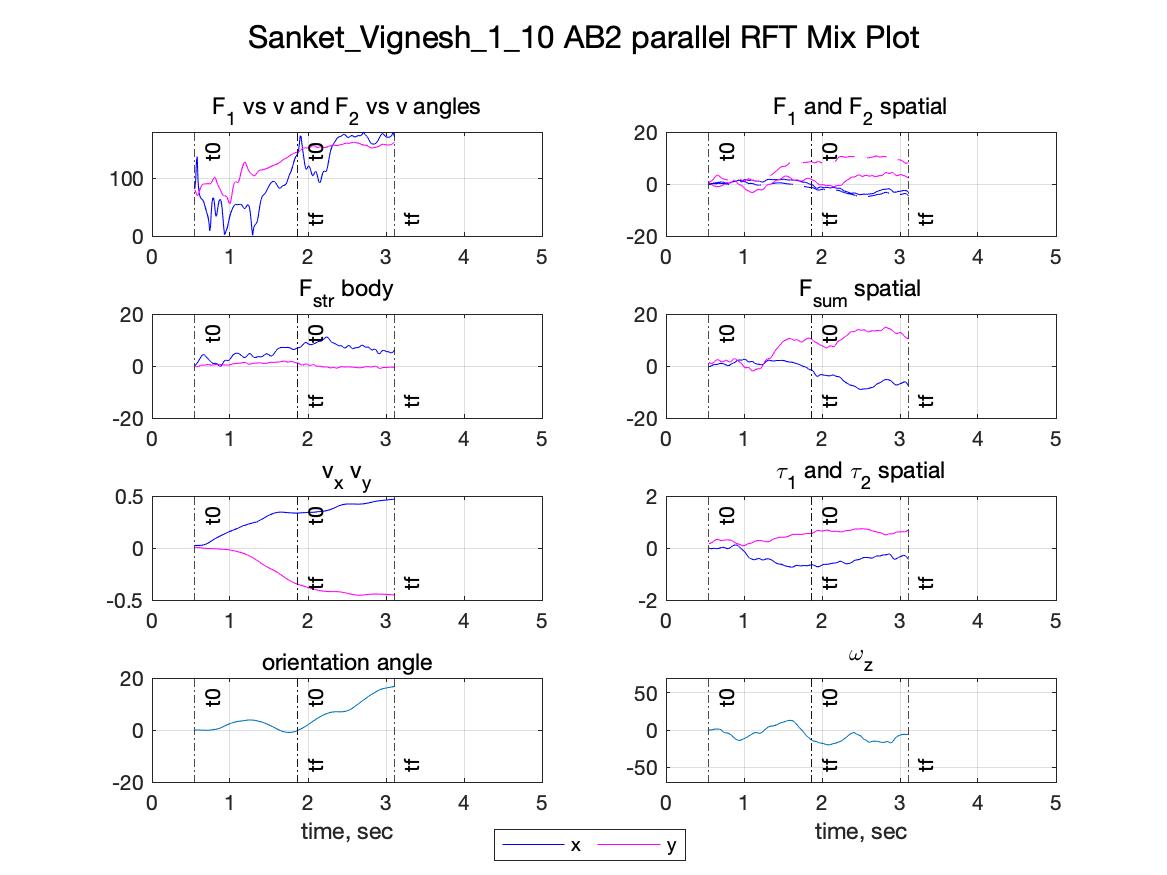 Sanket_Vignesh_1_10 AB2 parallel RFT Mix Plot
F1 vs v and F2 vs v angles
100
0
t0
t0
tf
tf
0 1 2 3 4 5
F1 and F2 spatial
20
0
-20
t0
t0
tf
tf
0 1 2 3 4 5
Fstr body
20
0
-20
t0
t0
tf
tf
0 1 2 3 4 5
Fsum spatial
20
0
-20
t0
t0
tf
tf
0 1 2 3 4 5
vx vy
0.5
0
-0.5
t0
t0
tf
tf
0 1 2 3 4 5
τ1 and τ2 spatial
2
0
-2
t0
t0
tf
tf
0 1 2 3 4 5
orientation angle
20
0
-20
t0
t0
tf
tf
0 1 2 3 4 5
time, sec
ωz
50
0
-50
t0
t0
tf
tf
0 1 2 3 4 5
time, sec
x y